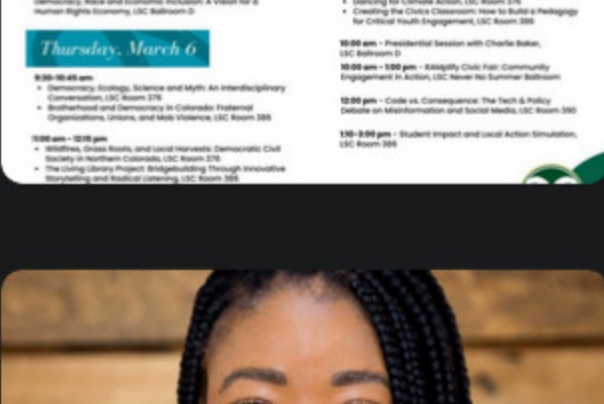 Democracy, Race and Economic Inclusion: A Vision for a
Human Rights Economy, LSC Ballroom D
Thursday, March 6
9:30-10:45 am
• Democracy, Ecology, Science and Myth: An Interdisciplinary
Conversation, LSC Room 376
• Brotherhood and Democracy in Colorado: Fraternal
Organizations, Unions, and Mob Violence, LSC Room 386
11:00 am - 12:15 pm
• Wildfires, Grass Roots, and Local Harvests: Democratic Civil
Society in Northern Colorado, LSC Room 376
• The Living Library Project: Bridgebuilding Through Innovative
Storytelling and Radical Listening, LSC Room 386
• Dancing for Climate Action, LSC Room 376
• Creating the Civics Classroom: How to Build a Pedagogy
for Critical Youth Engagement, LSC Room 386
10:00 am - Presidential Session with Charlie Baker,
LSC Ballroom D
10:00 am - 1:00 pm - RAMplify Civic Fair: Community
Engagement in Action, LSC Never No Summer Ballroom
12:00 pm - Code vs. Consequence: The Tech & Policy
Debate on Misinformation and Social Media, LSC Room 390
1:10-3:00 pm - Student Impact and Local Action Simulation,
LSC Room 386